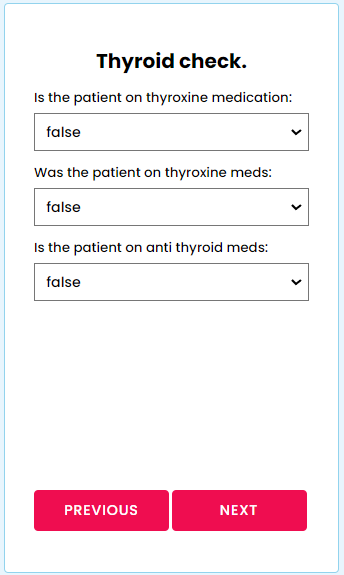 Thyroid check.
Is the patient on thyroxine medication:
false
Was the patient on thyroxine meds:
false
Is the patient on anti thyroid meds:
false
PREVIOUS NEXT